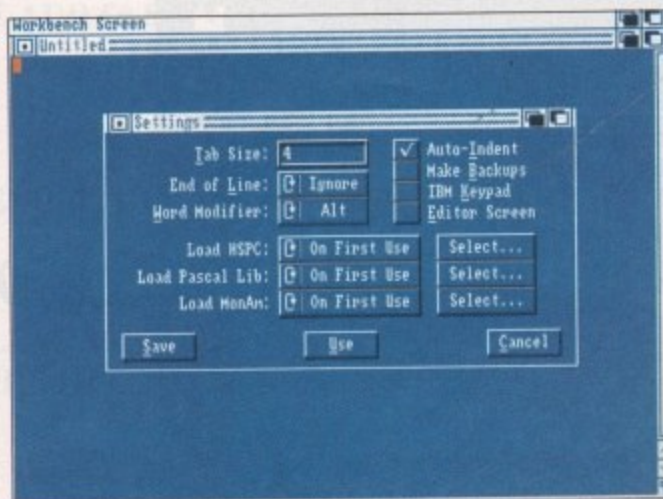 Workbench Screen
Untitled
Settings
Tab Size: 4
Auto-Indent
Make Backups
End of Line: Ignore
IBM Keypad
Word Modifier: Alt
Editor Screen
Load HSPC: On First Use Select...
Load Pascal Lib: On First Use Select...
Load MonAm: On First Use Select...
Save Use Cancel